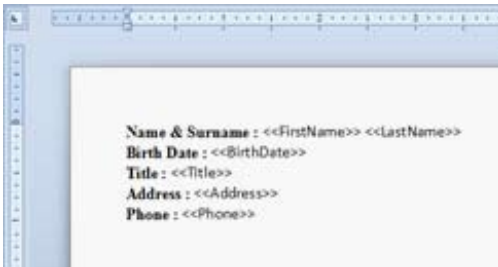 Name & Surname : <<FirstName>> <<LastName>>
Birth Date : <<BirthDate>>
Title : <<Title>>
Address : <<Address>>
Phone : <<Phone>>